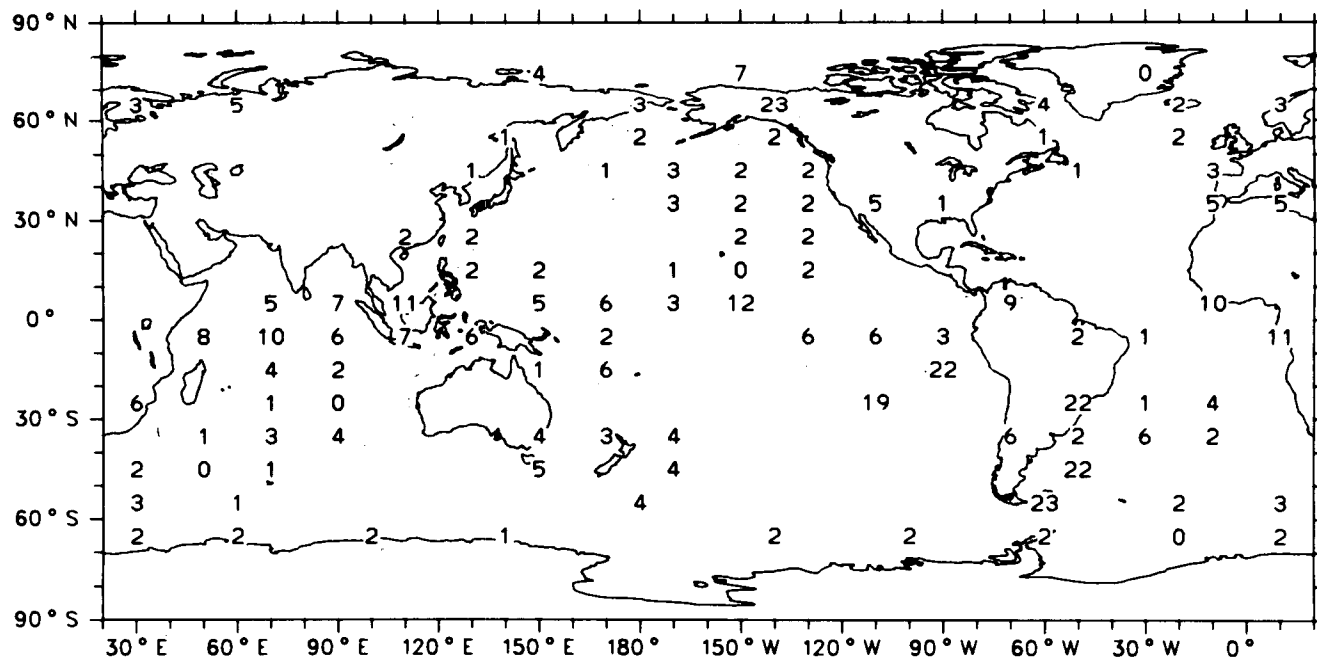 90° N
4 7 0
3 5 3 23 4 2 3
60° N
1 2 2 1 2
1 1 3 2 2 1 3
3 2 2 5 1 5 5
30° N
2 2 2 2
2 2 1 0 2
5 7 11 5 6 3 12 9 10
0°
8 10 6 7 6 2 6 6 3 2 1 11
4 2 1 6 22
6 1 0 19 22 1 4
30° S
1 3 4 4 3 4 6 2 6 2
2 0 1 5 4 22
3 1 4 23 2 3
60° S
2 2 2 1 2 2 2 0 2
90° S
30° E 60° E 90° E 120° E 150° E 180° 150° W 120° W 90° W 60° W 30° W 0°